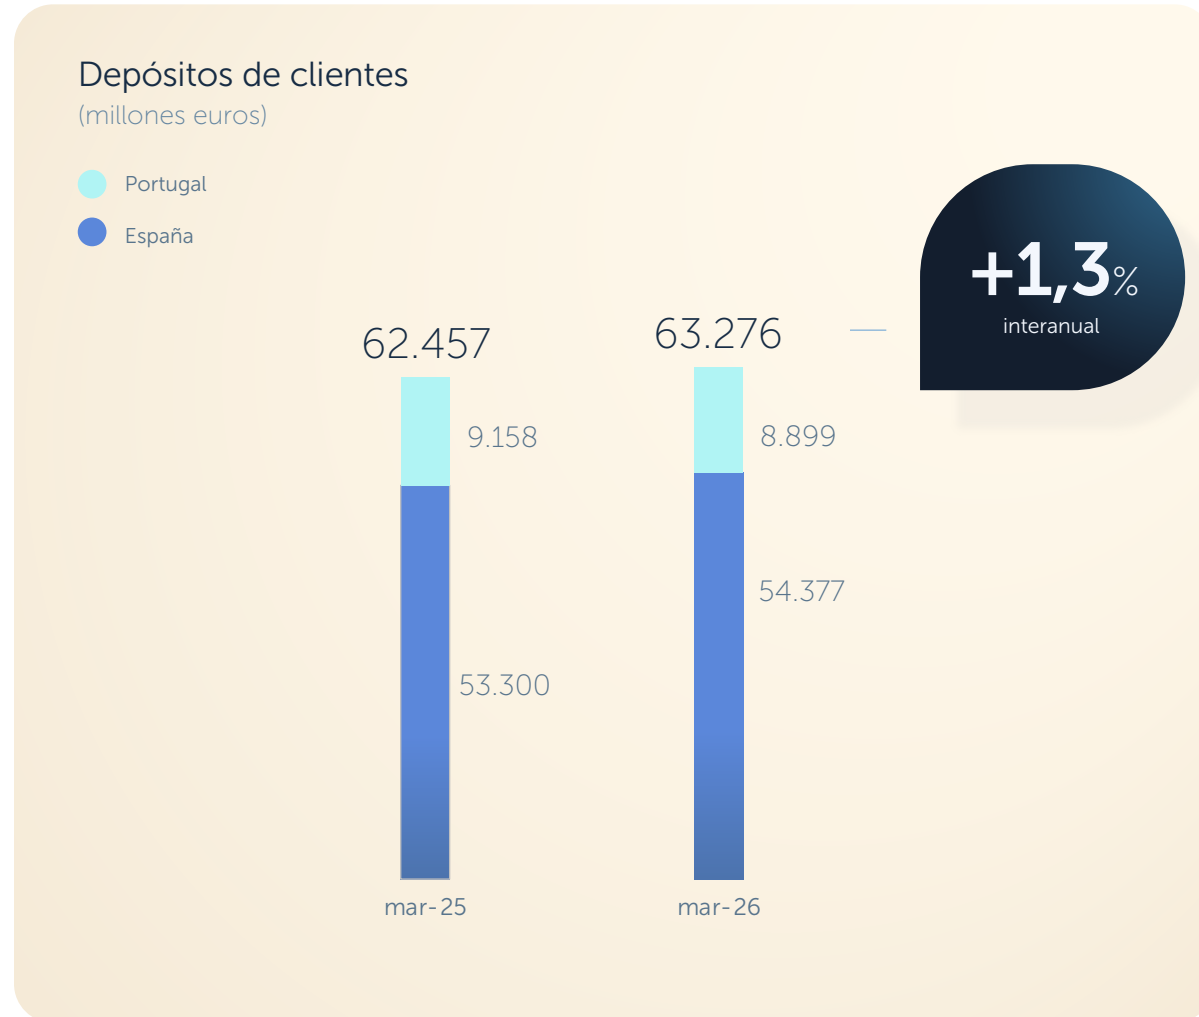 Depósitos de clientes
(millones euros)
Portugal
España
+1,3%
interanual
62.457
63.276
9.158
8.899
54.377
53.300
mar-25
mar-26